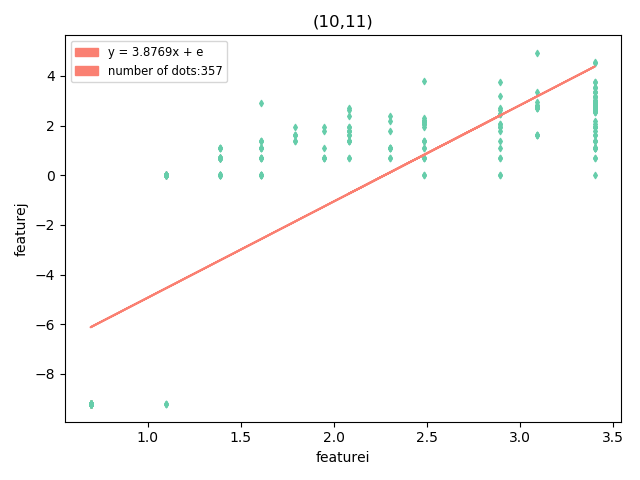 (10,11)
y = 3.8769x + e
number of dots:357
4
2
0
−2
−4
−6
−8
featurej
1.0 1.5 2.0 2.5 3.0 3.5
featurei